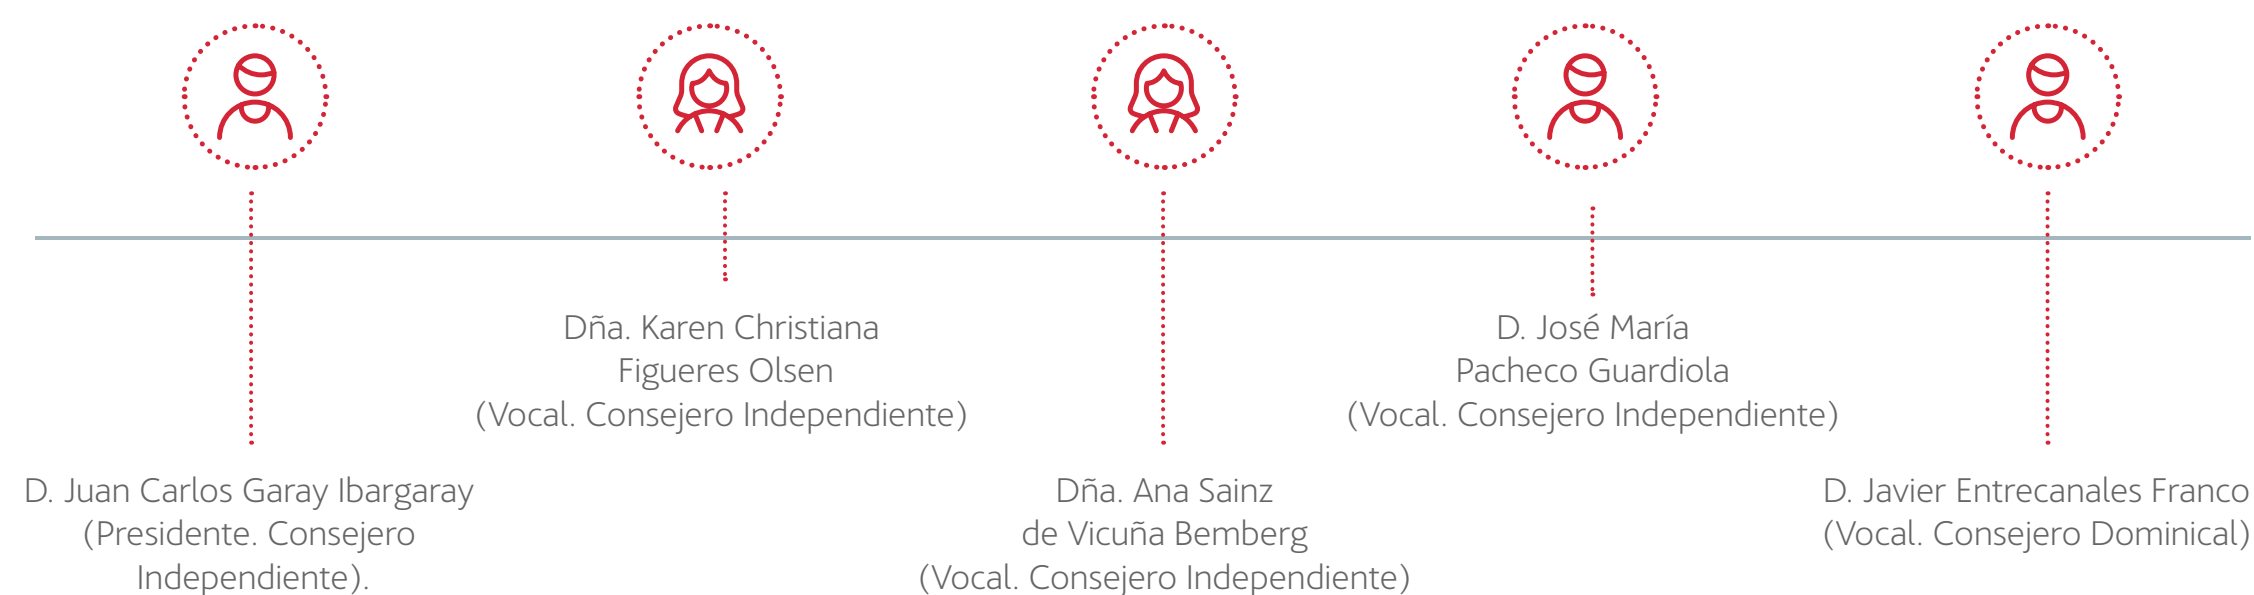 D. Juan Carlos Garay Ibargaray
(Presidente. Consejero
Independiente).
Dña. Karen Christiana
Figueres Olsen
(Vocal. Consejero Independiente)
Dña. Ana Sainz
de Vicuña Bemberg
(Vocal. Consejero Independiente)
D. José María
Pacheco Guardiola
(Vocal. Consejero Independiente)
D. Javier Entrecanales Franco
(Vocal. Consejero Dominical)